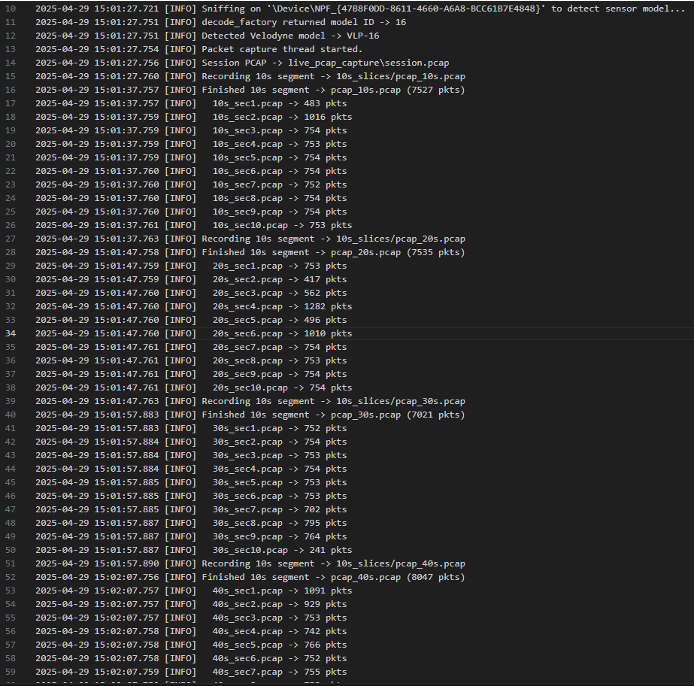 10 2025-04-29 15:01:27.721 [INFO] Sniffing on '\Device\NPF_{47B8F0DD-8611-4660-A6A8-BCC61B7E4848}' to detect sensor model...
11 2025-04-29 15:01:27.751 [INFO] decode_factory returned model ID -> 16
12 2025-04-29 15:01:27.751 [INFO] Detected Velodyne model -> VLP-16
13 2025-04-29 15:01:27.754 [INFO] Packet capture thread started.
14 2025-04-29 15:01:27.756 [INFO] Session PCAP -> live_pcap_capture\session.pcap
15 2025-04-29 15:01:27.760 [INFO] Recording 10s segment -> 10s_slices/pcap_10s.pcap
16 2025-04-29 15:01:37.757 [INFO] Finished 10s segment -> pcap_10s.pcap (7527 pkts)
17 2025-04-29 15:01:37.757 [INFO]   10s_sec1.pcap -> 483 pkts
18 2025-04-29 15:01:37.759 [INFO]   10s_sec2.pcap -> 1016 pkts
19 2025-04-29 15:01:37.759 [INFO]   10s_sec3.pcap -> 754 pkts
20 2025-04-29 15:01:37.759 [INFO]   10s_sec4.pcap -> 753 pkts
21 2025-04-29 15:01:37.759 [INFO]   10s_sec5.pcap -> 754 pkts
22 2025-04-29 15:01:37.760 [INFO]   10s_sec6.pcap -> 754 pkts
23 2025-04-29 15:01:37.760 [INFO]   10s_sec7.pcap -> 752 pkts
24 2025-04-29 15:01:37.760 [INFO]   10s_sec8.pcap -> 754 pkts
25 2025-04-29 15:01:37.760 [INFO]   10s_sec9.pcap -> 754 pkts
26 2025-04-29 15:01:37.761 [INFO]   10s_sec10.pcap -> 753 pkts
27 2025-04-29 15:01:37.763 [INFO] Recording 10s segment -> 10s_slices/pcap_20s.pcap
28 2025-04-29 15:01:47.758 [INFO] Finished 10s segment -> pcap_20s.pcap (7535 pkts)
29 2025-04-29 15:01:47.759 [INFO]   20s_sec1.pcap -> 753 pkts
30 2025-04-29 15:01:47.759 [INFO]   20s_sec2.pcap -> 417 pkts
31 2025-04-29 15:01:47.760 [INFO]   20s_sec3.pcap -> 562 pkts
32 2025-04-29 15:01:47.760 [INFO]   20s_sec4.pcap -> 1282 pkts
33 2025-04-29 15:01:47.760 [INFO]   20s_sec5.pcap -> 496 pkts
34 2025-04-29 15:01:47.760 [INFO]   20s_sec6.pcap -> 1010 pkts
35 2025-04-29 15:01:47.761 [INFO]   20s_sec7.pcap -> 754 pkts
36 2025-04-29 15:01:47.761 [INFO]   20s_sec8.pcap -> 753 pkts
37 2025-04-29 15:01:47.761 [INFO]   20s_sec9.pcap -> 754 pkts
38 2025-04-29 15:01:47.761 [INFO]   20s_sec10.pcap -> 754 pkts
39 2025-04-29 15:01:47.763 [INFO] Recording 10s segment -> 10s_slices/pcap_30s.pcap
40 2025-04-29 15:01:57.883 [INFO] Finished 10s segment -> pcap_30s.pcap (7021 pkts)
41 2025-04-29 15:01:57.883 [INFO]   30s_sec1.pcap -> 752 pkts
42 2025-04-29 15:01:57.884 [INFO]   30s_sec2.pcap -> 754 pkts
43 2025-04-29 15:01:57.884 [INFO]   30s_sec3.pcap -> 753 pkts
44 2025-04-29 15:01:57.884 [INFO]   30s_sec4.pcap -> 754 pkts
45 2025-04-29 15:01:57.885 [INFO]   30s_sec5.pcap -> 753 pkts
46 2025-04-29 15:01:57.885 [INFO]   30s_sec6.pcap -> 753 pkts
47 2025-04-29 15:01:57.885 [INFO]   30s_sec7.pcap -> 702 pkts
48 2025-04-29 15:01:57.887 [INFO]   30s_sec8.pcap -> 795 pkts
49 2025-04-29 15:01:57.887 [INFO]   30s_sec9.pcap -> 764 pkts
50 2025-04-29 15:01:57.887 [INFO]   30s_sec10.pcap -> 241 pkts
51 2025-04-29 15:01:57.890 [INFO] Recording 10s segment -> 10s_slices/pcap_40s.pcap
52 2025-04-29 15:02:07.756 [INFO] Finished 10s segment -> pcap_40s.pcap (8047 pkts)
53 2025-04-29 15:02:07.757 [INFO]   40s_sec1.pcap -> 1091 pkts
54 2025-04-29 15:02:07.757 [INFO]   40s_sec2.pcap -> 929 pkts
55 2025-04-29 15:02:07.757 [INFO]   40s_sec3.pcap -> 753 pkts
56 2025-04-29 15:02:07.758 [INFO]   40s_sec4.pcap -> 742 pkts
57 2025-04-29 15:02:07.758 [INFO]   40s_sec5.pcap -> 766 pkts
58 2025-04-29 15:02:07.758 [INFO]   40s_sec6.pcap -> 752 pkts
59 2025-04-29 15:02:07.759 [INFO]   40s_sec7.pcap -> 755 pkts